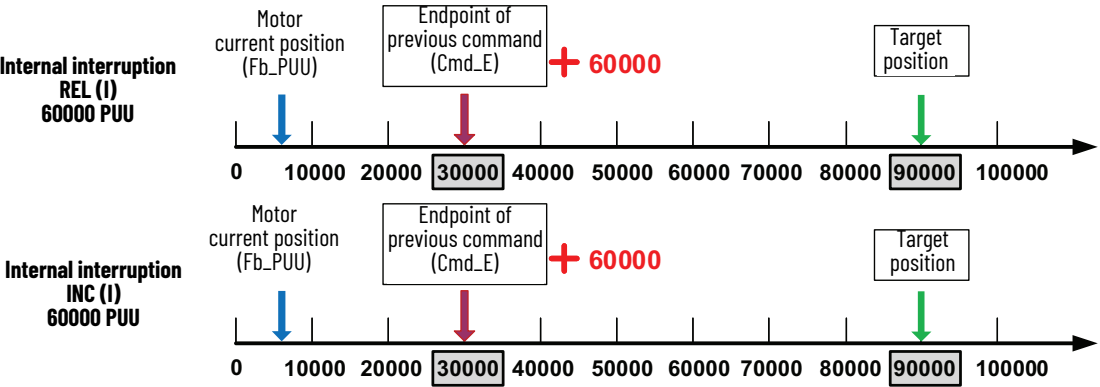 Internal interruption
REL (I)
60000 PUU
Motor
current position
(Fb_PUU)
Endpoint of
previous command
(Cmd_E)
+ 60000
Target
position
0 10000 20000 30000 40000 50000 60000 70000 80000 90000 100000
Internal interruption
INC (I)
60000 PUU
Motor
current position
(Fb_PUU)
Endpoint of
previous command
(Cmd_E)
+ 60000
Target
position
0 10000 20000 30000 40000 50000 60000 70000 80000 90000 100000